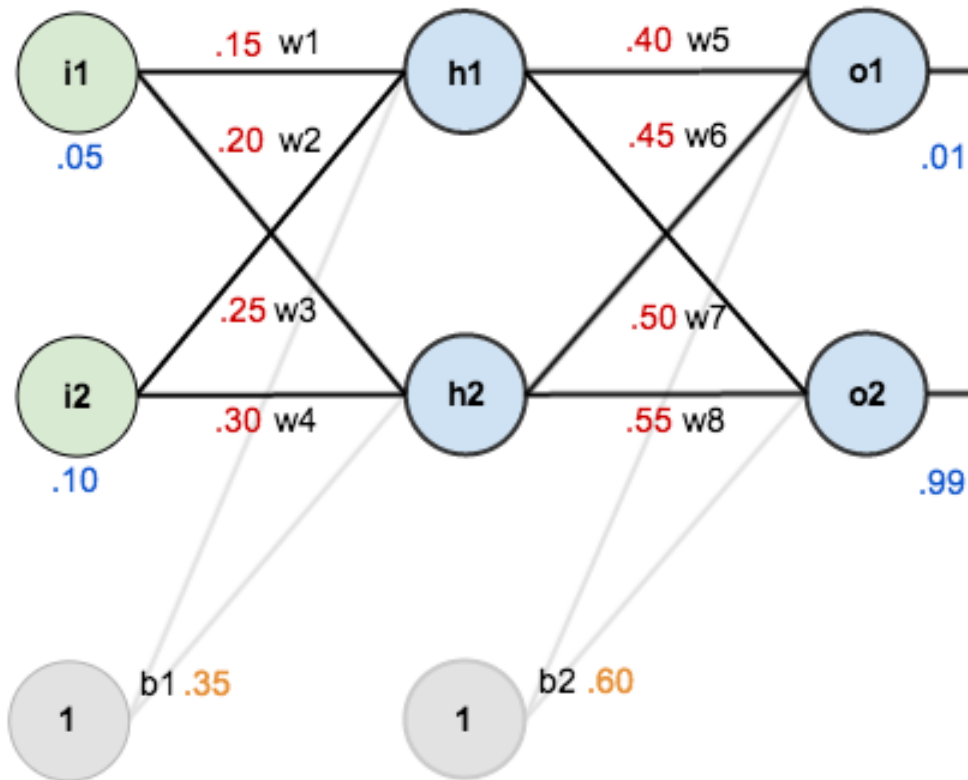 i1
.15 w1
h1
.40 w5
o1
.05
.20 w2
.45 w6
.01
.25 w3
.50 w7
i2
.30 w4
h2
.55 w8
o2
.10
.99
b1 .35
b2 .60
1
1